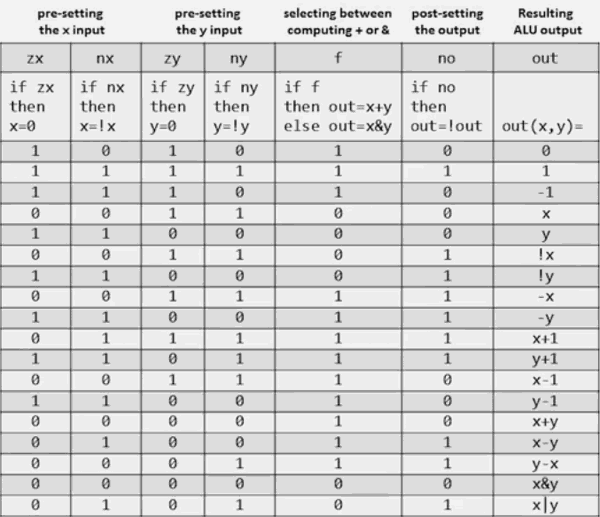 pre-setting pre-setting selecting between post-setting Resulting
the x input the y input computing + or & the output ALU output
zx nx zy ny f no out
if zx if nx if zy if ny if f if no
then then then then then out=x+y then
x=0 x=!x y=0 y=!y else out=x&y out=!out out(x,y)=
1 0 1 0 1 0 0
1 1 1 1 1 1 1
1 1 1 0 1 0 -1
0 0 1 1 0 0 x
1 1 0 0 0 0 y
0 0 1 1 0 1 !x
1 1 0 0 0 1 !y
0 0 1 1 1 1 -x
1 1 0 0 1 1 -y
0 1 1 1 1 1 x+1
1 1 0 1 1 1 y+1
0 0 1 1 1 0 x-1
1 1 0 0 1 0 y-1
0 0 0 0 1 0 x+y
0 1 0 0 1 1 x-y
0 0 0 1 1 1 y-x
0 0 0 0 0 0 x&y
0 1 0 1 0 1 x|y